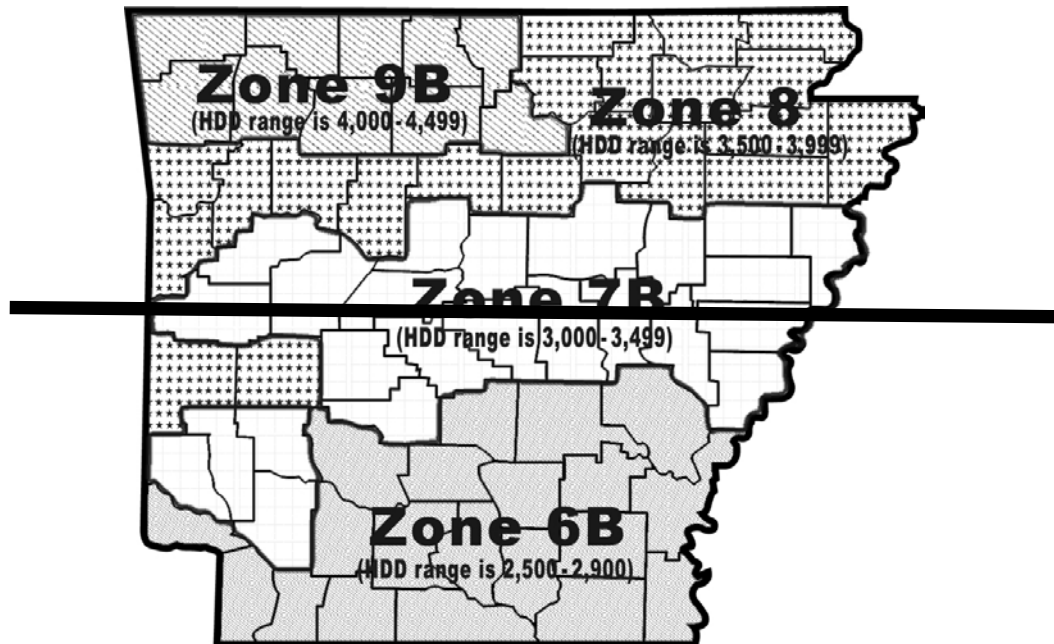 Zone 9B
(HDD range is 4,000-4,499)
Zone 8
(HDD range is 3,500-3,999)
Zone 7B
(HDD range is 3,000-3,499)
Zone 6B
(HDD range is 2,500-2,900)